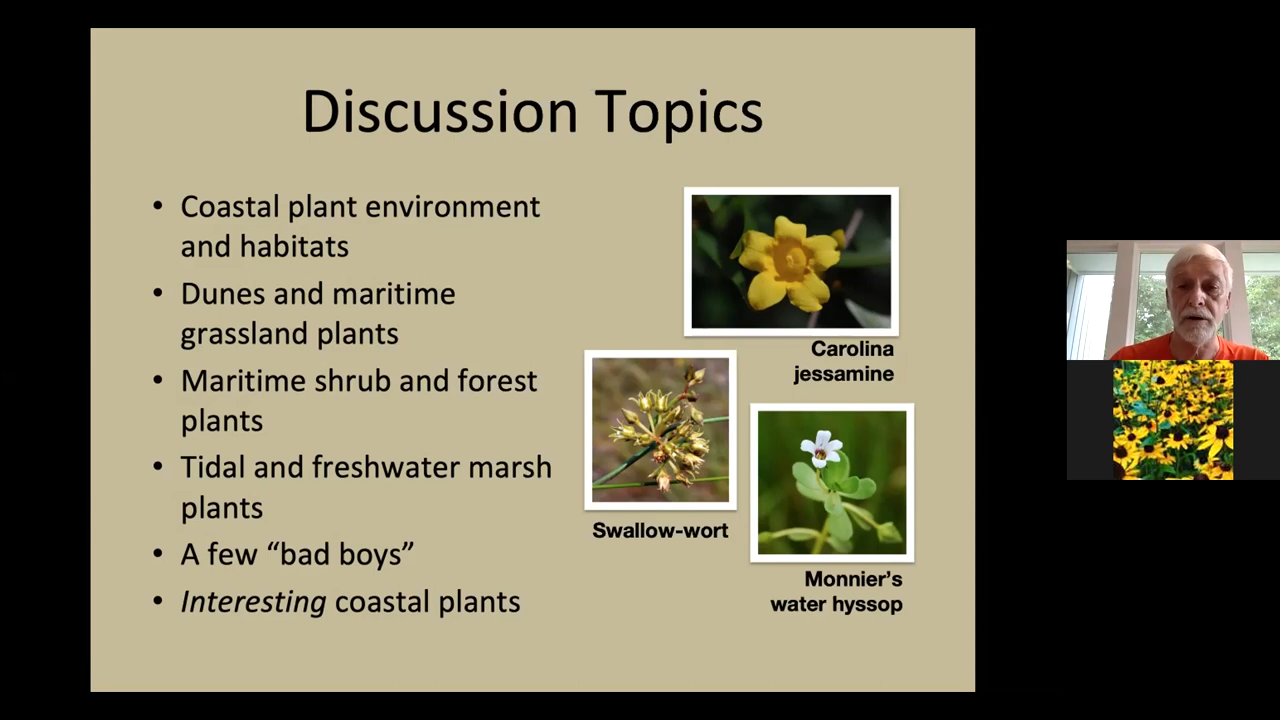 Discussion Topics
• Coastal plant environment
and habitats
• Dunes and maritime
grassland plants
• Maritime shrub and forest
plants
• Tidal and freshwater marsh
plants
• A few “bad boys”
• Interesting coastal plants
Carolina
jessamine
Swallow-wort
Monnier’s
water hyssop